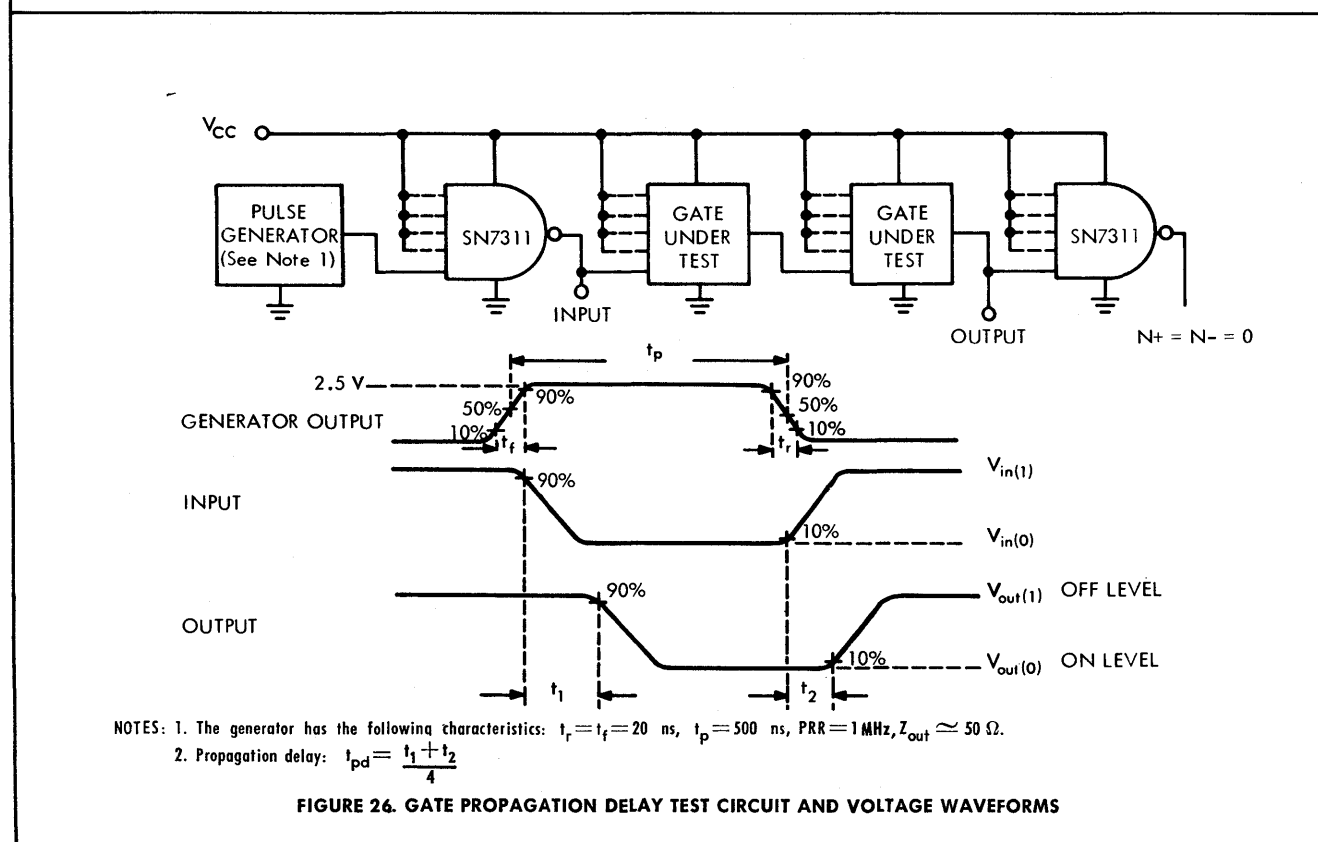 VCC
PULSE
GENERATOR
(See Note 1)
SN7311
GATE
UNDER
TEST
GATE
UNDER
TEST
SN7311
INPUT
OUTPUT
N+ = N- = 0
tp
2.5 V
90%
90%
50%
50%
GENERATOR OUTPUT
10%
10%
tf
tr
INPUT
90%
Vin(1)
10%
Vin(0)
OUTPUT
90%
Vout(1) OFF LEVEL
10%
Vout(0) ON LEVEL
t1
t2
NOTES: 1. The generator has the following characteristics: tr = tf = 20 ns, tp = 500 ns, PRR = 1 MHz, Zout ≃ 50 Ω.
2. Propagation delay: tpd = t1 + t2
4
FIGURE 26. GATE PROPAGATION DELAY TEST CIRCUIT AND VOLTAGE WAVEFORMS